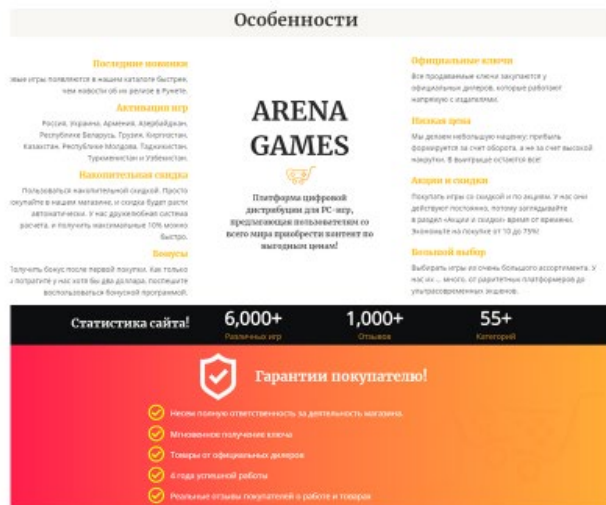 Особенности
Последние новинки
игры появляются в нашем каталоге быстрее,
чем новости об их релизе в Рунете.
Активация игр
Россия, Украина, Армения, Азербайджан,
Республике Беларусь, Грузия, Киргизстан,
Казахстан, Республике Молдова, Таджикистан,
Туркменистан и Узбекистан.
Накопительная скидка
Пользоваться накопительной скидкой. Просто
покупайте в нашем магазине, и скидка будет расти
автоматически. У нас дружелюбная система
расчета, и получить максимальные 10% можно
быстро.
Бонусы
Получить бонус после первой покупки. Как только
потратите у нас хотя бы два доллара, поспешите
воспользоваться бонусной программой.
ARENA
GAMES
Платформа цифровой
дистрибуции для PC-игр,
предлагающая пользователям со
всего мира приобрести контент по
выгодным ценам!
Официальные ключи
Все продаваемые ключи закупаются у
официальных дилеров, которые работают
напрямую с издателями.
Низкая цена
Мы делаем небольшую наценку: прибыль
формируется за счет оборота, а не за счет высокой
накрутки. В выигрыше остаются все!
Акции и скидки
Покупать игры со скидкой и по акциям. У нас они
действуют постоянно, потому заглядывайте
в раздел «Акции и скидки» время от времени.
Экономьте на покупке от 10 до 75%!
Большой выбор
Выбирать игры из очень большого ассортимента. У
нас их ... много, от раритетных платформеров до
ультрасовременных экшенов.
Статистика сайта!
6,000+
Различных игр
1,000+
Отзывов
55+
Категорий
Гарантии покупателю!
Несем полную ответственность за деятельность магазина.
Мгновенное получение ключа
Товары от официальных дилеров
4 года успешной работы
Реальные отзывы покупателей о работе и товарах